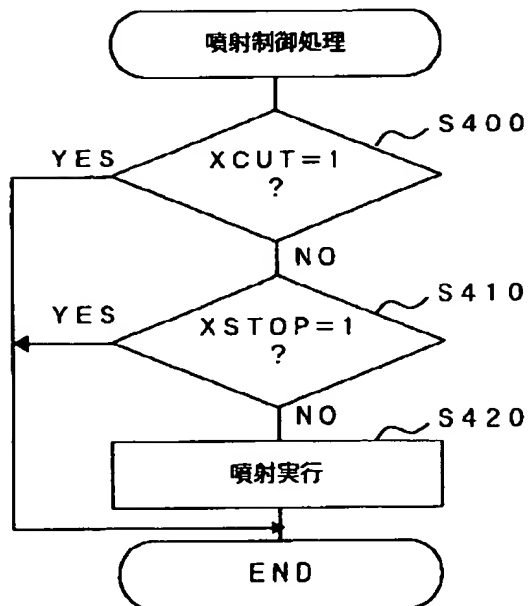 噴射制御処理
S400
YES
XCUT=1
?
NO
S410
YES
XSTOP=1
?
NO
S420
噴射実行
END